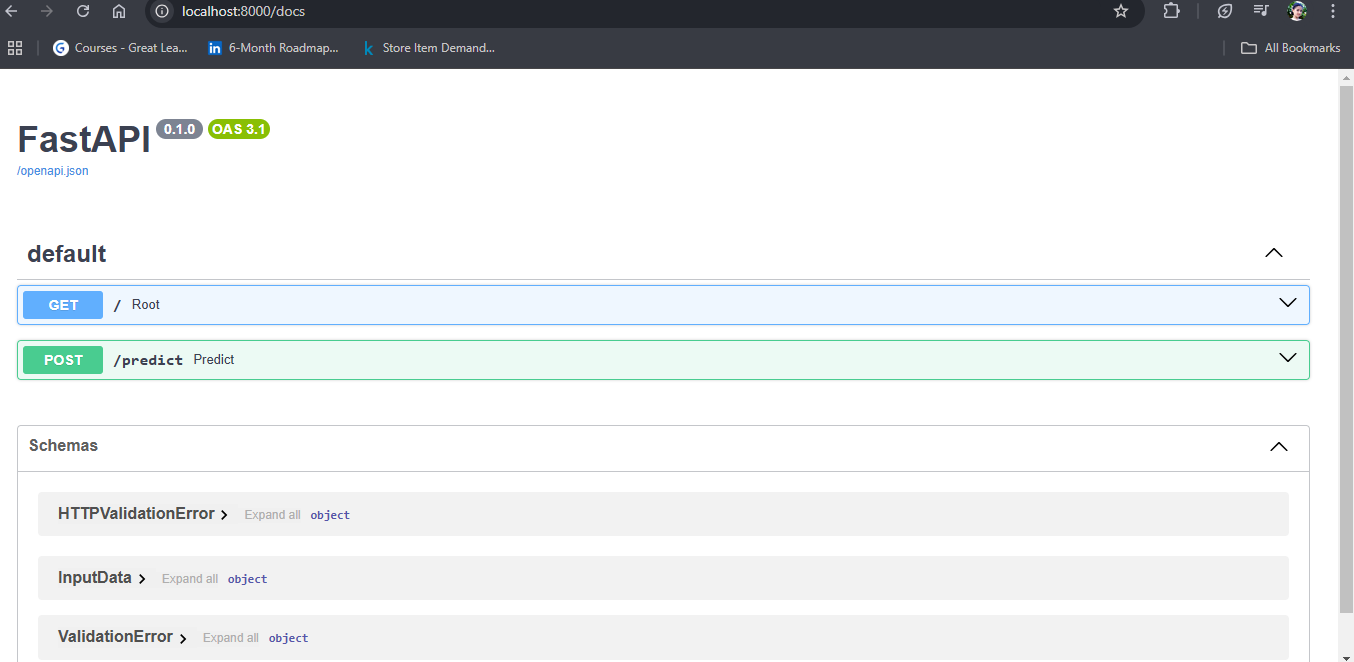 localhost:8000/docs
Courses - Great Lea... 6-Month Roadmap... Store Item Demand... All Bookmarks
FastAPI 0.1.0 OAS 3.1
/openapi.json
default
GET / Root
POST /predict Predict
Schemas
HTTPValidationError Expand all object
InputData Expand all object
ValidationError Expand all object